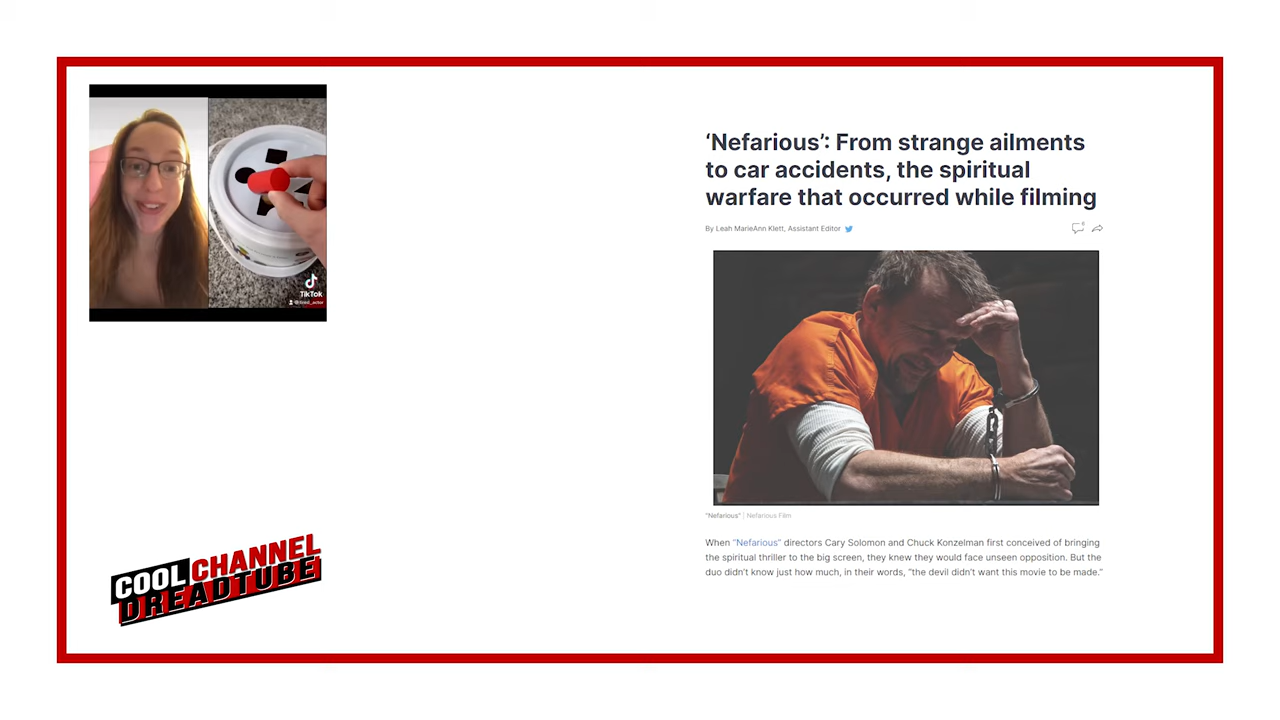 TikTok
@tired_actor
COOL CHANNEL
DREADTUBE
‘Nefarious’: From strange ailments
to car accidents, the spiritual
warfare that occurred while filming
By Leah MarieAnn Klett, Assistant Editor
"Nefarious" | Nefarious Film
When “Nefarious” directors Cary Solomon and Chuck Konzelman first conceived of bringing
the spiritual thriller to the big screen, they knew they would face unseen opposition. But the
duo didn’t know just how much, in their words, “the devil didn’t want this movie to be made.”